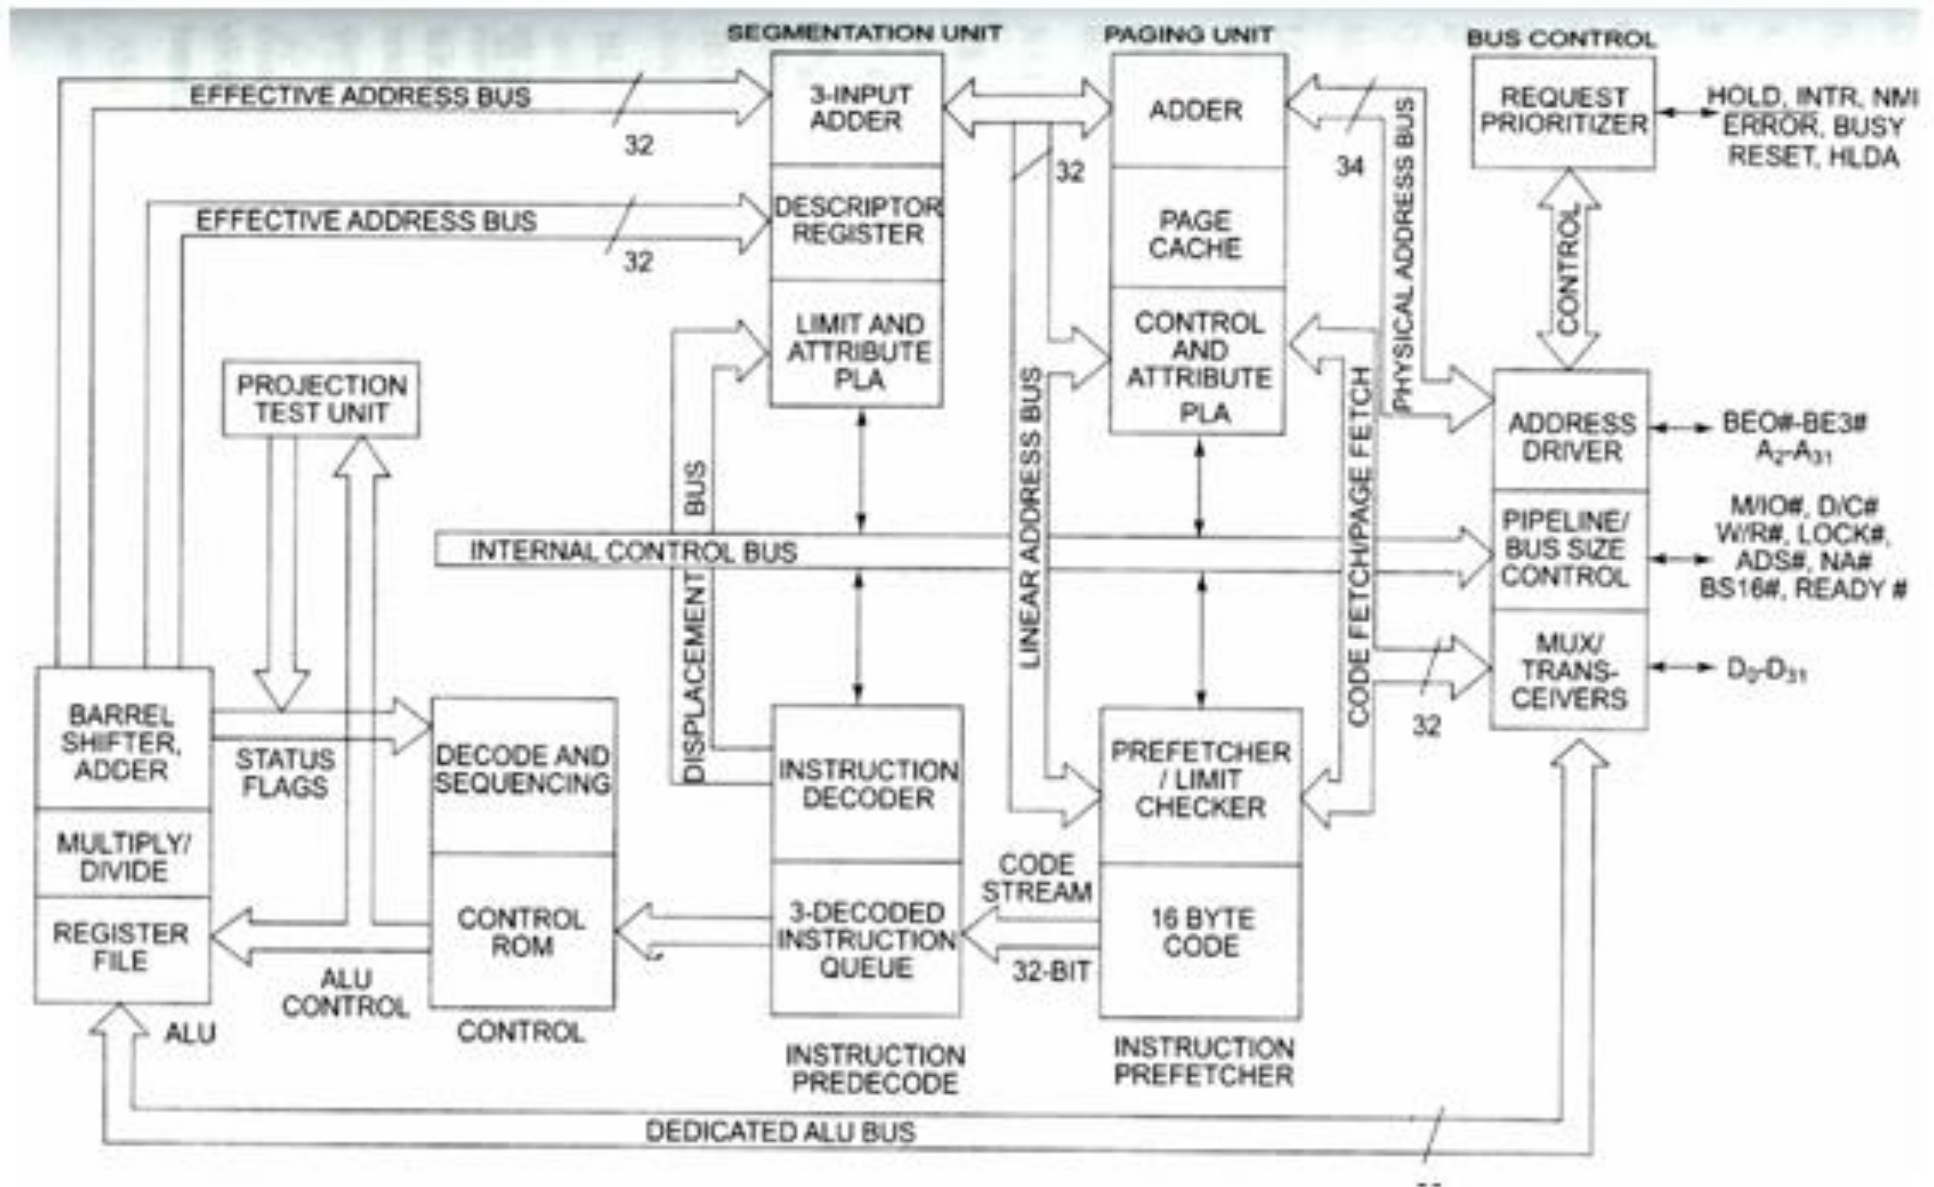 SEGMENTATION UNIT
PAGING UNIT
BUS CONTROL
EFFECTIVE ADDRESS BUS
32
3-INPUT
ADDER
32
ADDER
34
PHYSICAL ADDRESS BUS
REQUEST
PRIORITIZER
HOLD, INTR, NMI
ERROR, BUSY
RESET, HLDA
EFFECTIVE ADDRESS BUS
32
DESCRIPTOR
REGISTER
PAGE
CACHE
CONTROL
LIMIT AND
ATTRIBUTE
PLA
CONTROL
AND
ATTRIBUTE
PLA
PROJECTION
TEST UNIT
DISPLACEMENT BUS
LINEAR ADDRESS BUS
CODE FETCH/PAGE FETCH
ADDRESS
DRIVER
BEO#-BE3#
A2-A31
INTERNAL CONTROL BUS
PIPELINE/
BUS SIZE
CONTROL
M/IO#, D/C#
W/R#, LOCK#,
ADS#, NA#
BS16#, READY #
MUX/
TRANS-
CEIVERS
D0-D31
32
BARREL
SHIFTER,
ADDER
STATUS
FLAGS
DECODE AND
SEQUENCING
INSTRUCTION
DECODER
PREFETCHER
/ LIMIT
CHECKER
MULTIPLY/
DIVIDE
REGISTER
FILE
CONTROL
ROM
3-DECODED
INSTRUCTION
QUEUE
CODE
STREAM
32-BIT
16 BYTE
CODE
ALU
CONTROL
ALU
CONTROL
INSTRUCTION
PREDECODE
INSTRUCTION
PREFETCHER
DEDICATED ALU BUS